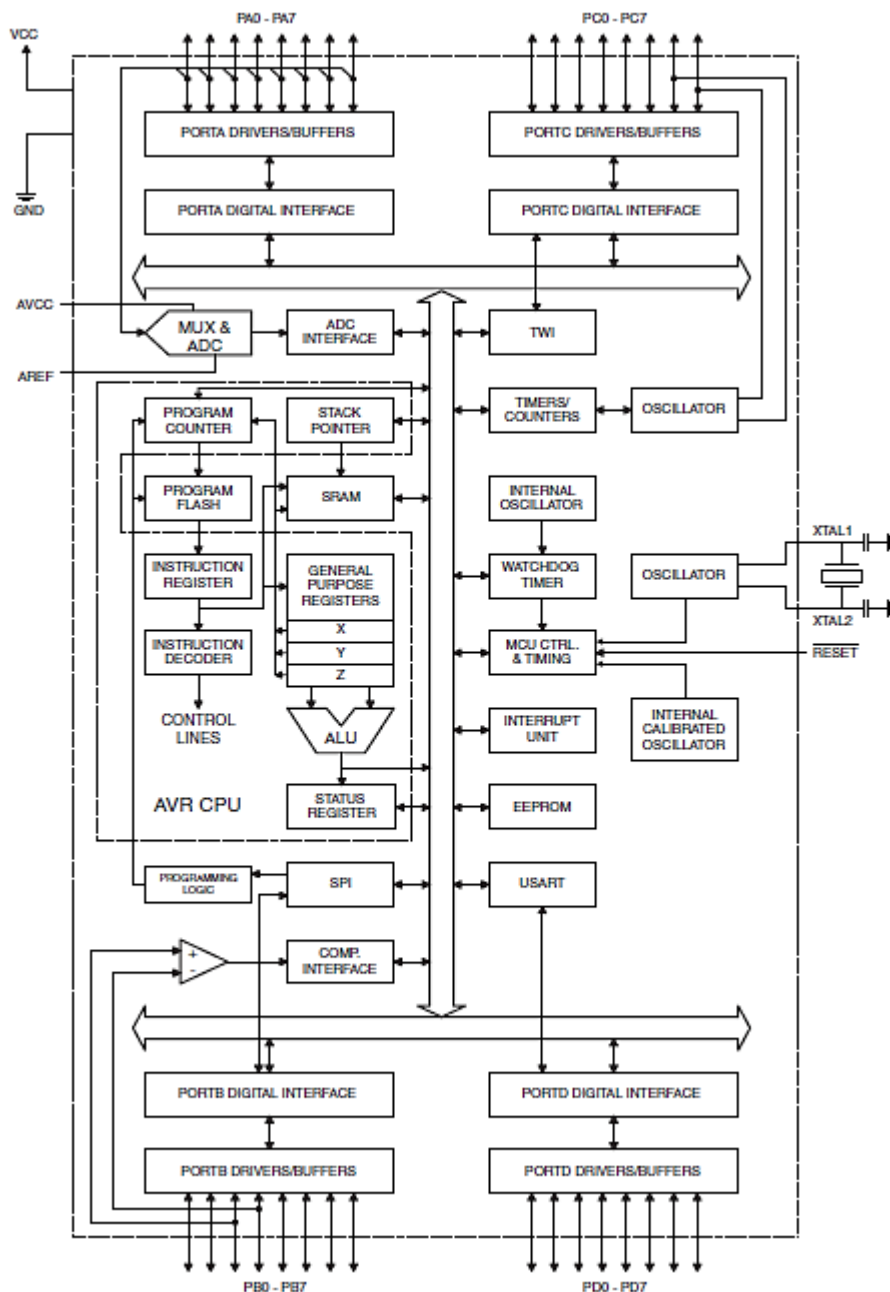 PA0 - PA7
PC0 - PC7
VCC
PORTA DRIVERS/BUFFERS
PORTC DRIVERS/BUFFERS
GND
PORTA DIGITAL INTERFACE
PORTC DIGITAL INTERFACE
AVCC
MUX &
ADC
ADC
INTERFACE
TWI
AREF
PROGRAM
COUNTER
STACK
POINTER
TIMERS/
COUNTERS
OSCILLATOR
PROGRAM
FLASH
SRAM
INTERNAL
OSCILLATOR
XTAL1
INSTRUCTION
REGISTER
GENERAL
PURPOSE
REGISTERS
WATCHDOG
TIMER
OSCILLATOR
XTAL2
X
INSTRUCTION
DECODER
Y
MCU CTRL.
& TIMING
RESET
Z
CONTROL
LINES
ALU
INTERRUPT
UNIT
INTERNAL
CALIBRATED
OSCILLATOR
AVR CPU
STATUS
REGISTER
EEPROM
PROGRAMMING
LOGIC
SPI
USART
+
-
COMP.
INTERFACE
PORTB DIGITAL INTERFACE
PORTD DIGITAL INTERFACE
PORTB DRIVERS/BUFFERS
PORTD DRIVERS/BUFFERS
PB0 - PB7
PD0 - PD7